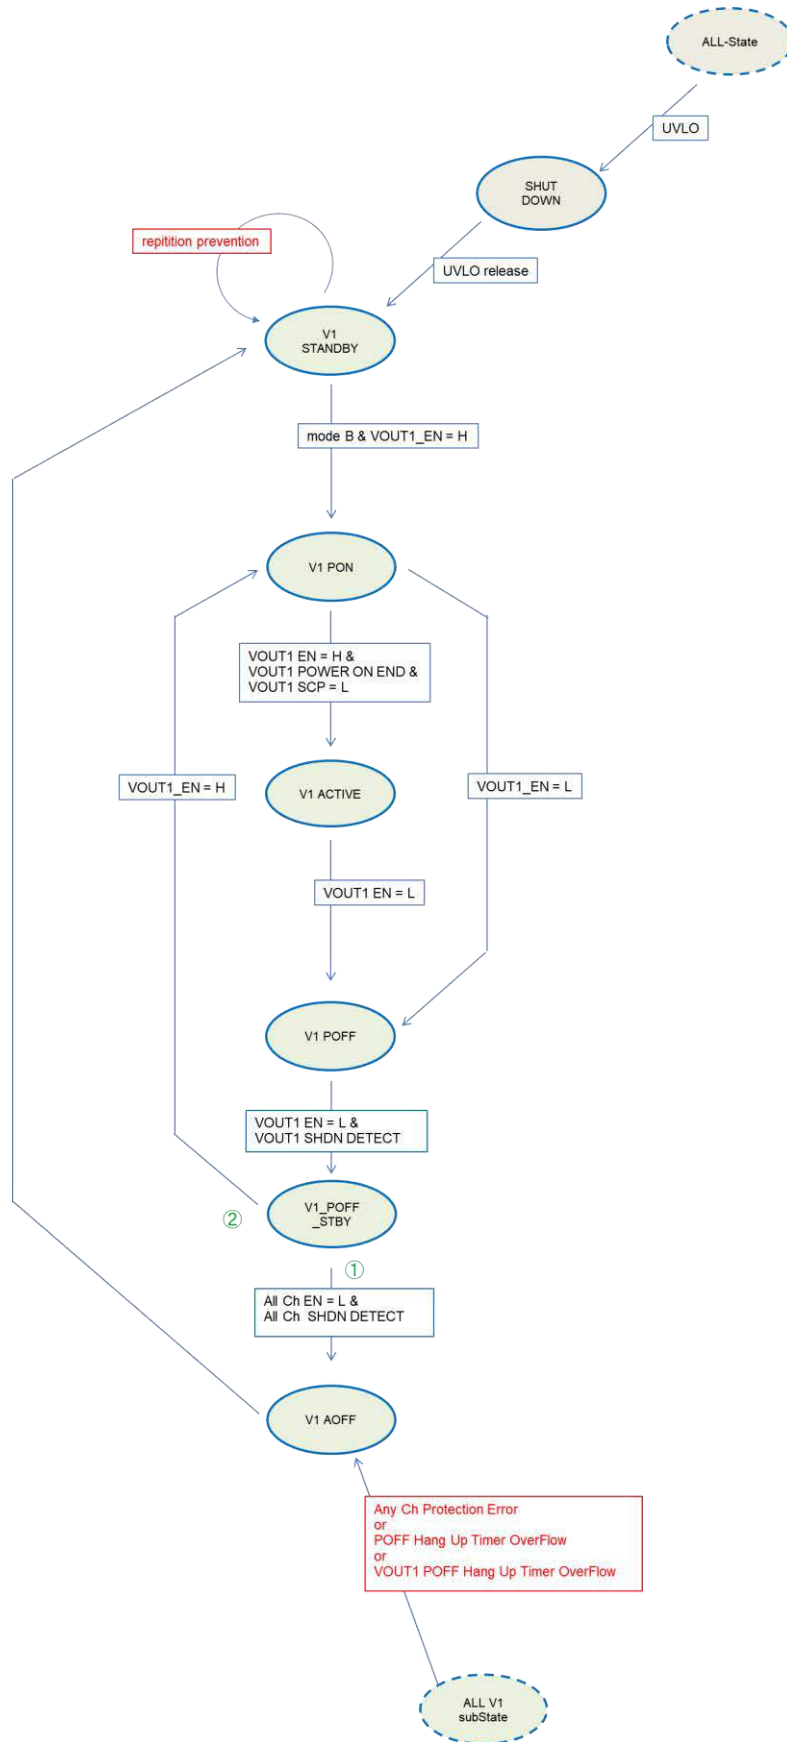 ALL-State
UVLO
SHUT
DOWN
repitition prevention
UVLO release
V1
STANDBY
mode B & VOUT1_EN = H
V1 PON
VOUT1 EN = H &
VOUT1 POWER ON END &
VOUT1 SCP = L
VOUT1_EN = H
V1 ACTIVE
VOUT1_EN = L
VOUT1 EN = L
V1 POFF
VOUT1 EN = L &
VOUT1 SHDN DETECT
V1_POFF
_STBY
②
①
All Ch EN = L &
All Ch SHDN DETECT
V1 AOFF
Any Ch Protection Error
or
POFF Hang Up Timer OverFlow
or
VOUT1 POFF Hang Up Timer OverFlow
ALL V1
subState